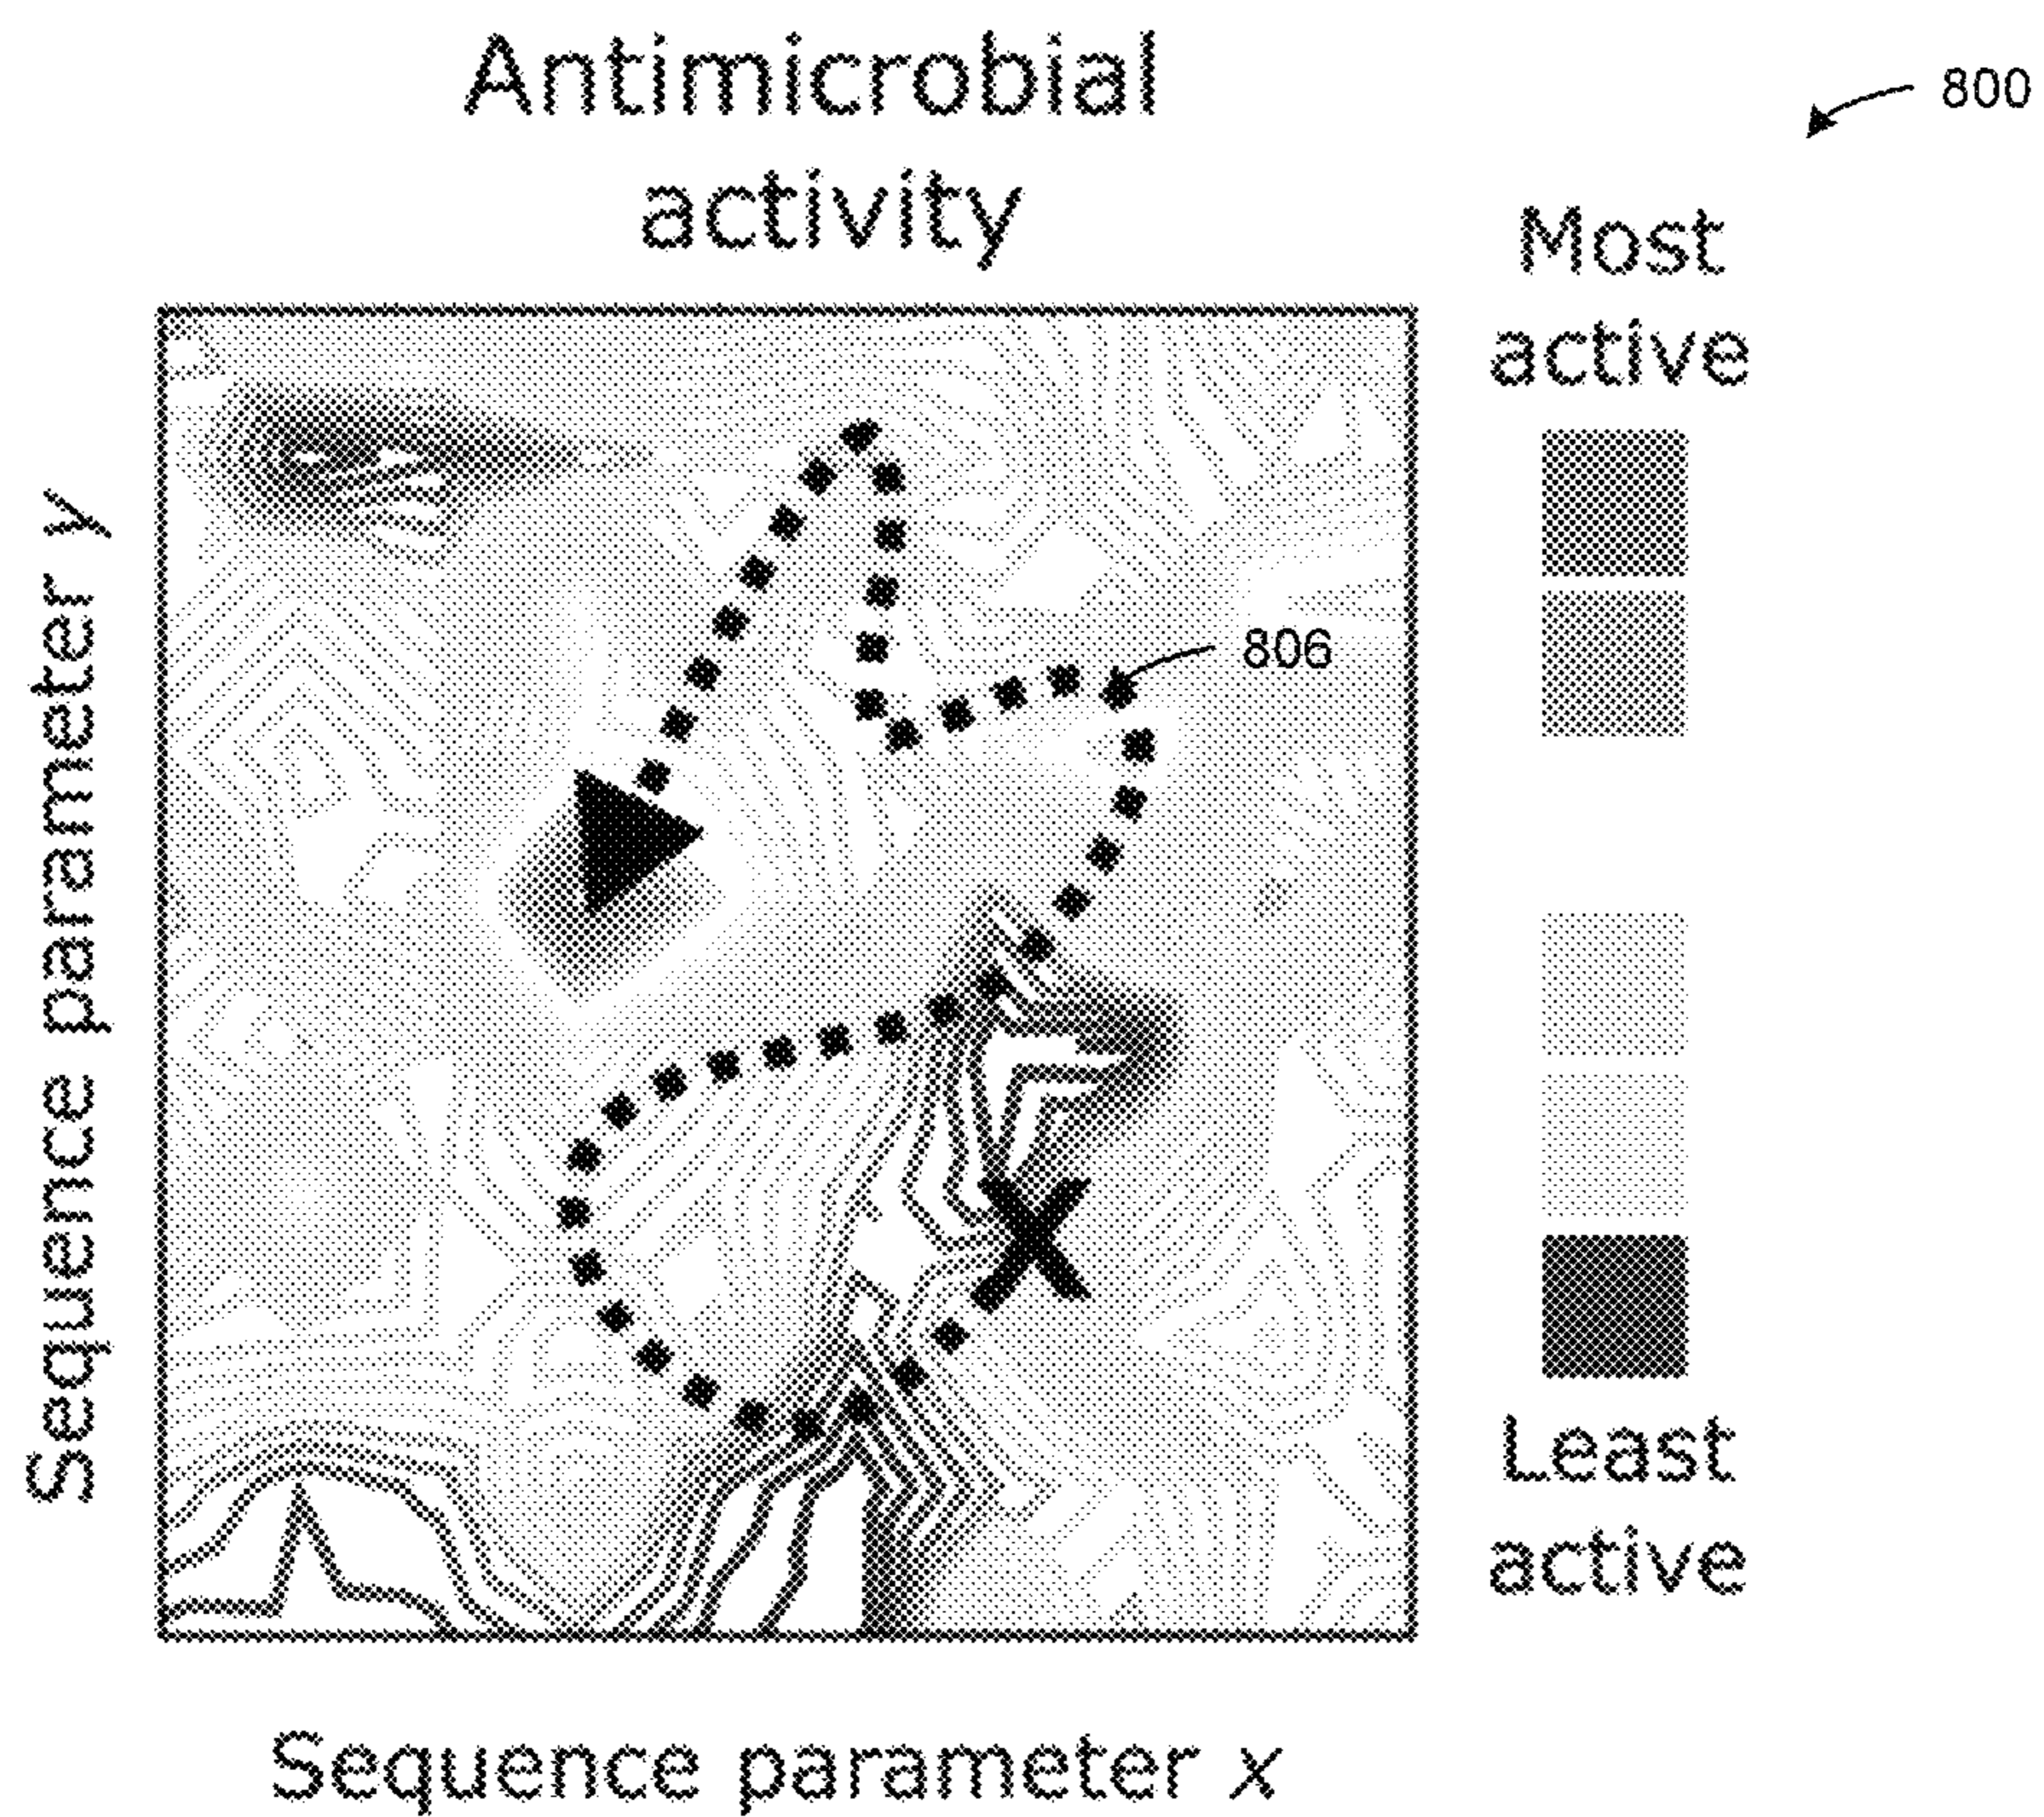 Antimicrobial
activity
800
Most
active
Sequence parameter y
806
Least
active
Sequence parameter x